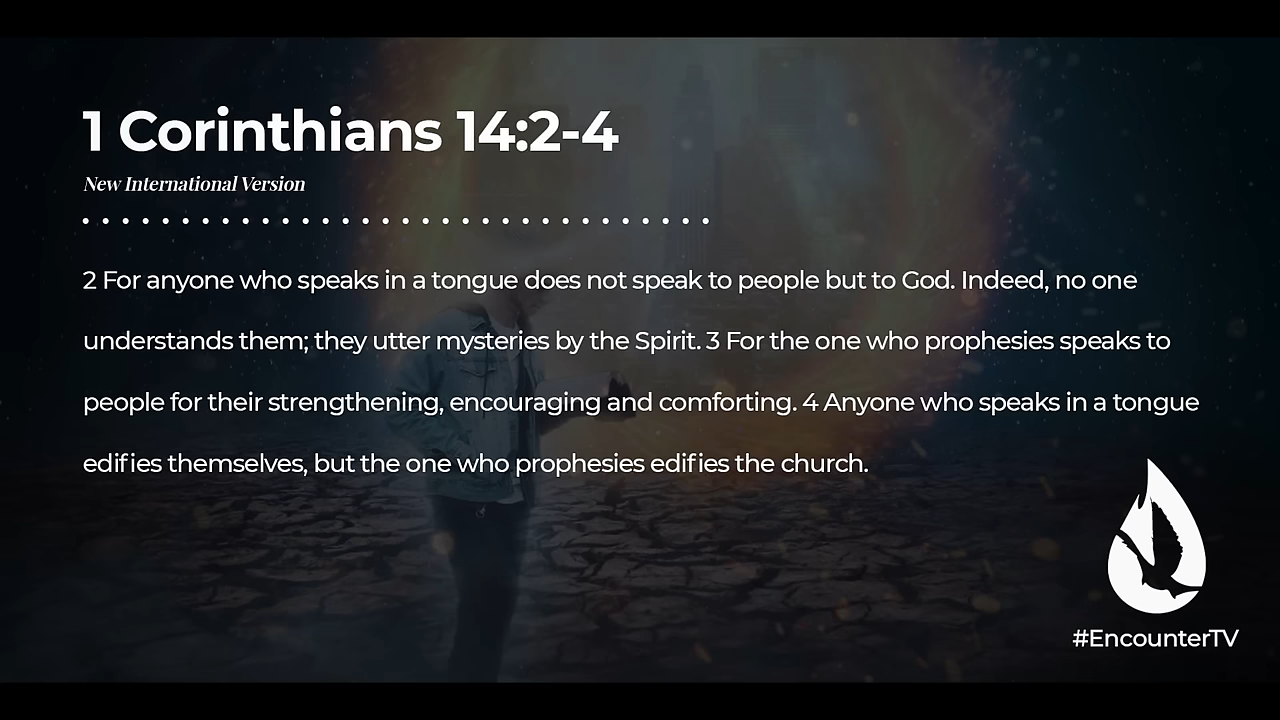 1 Corinthians 14:2-4
New International Version
2 For anyone who speaks in a tongue does not speak to people but to God. Indeed, no one
understands them; they utter mysteries by the Spirit. 3 For the one who prophesies speaks to
people for their strengthening, encouraging and comforting. 4 Anyone who speaks in a tongue
edifies themselves, but the one who prophesies edifies the church.
#EncounterTV